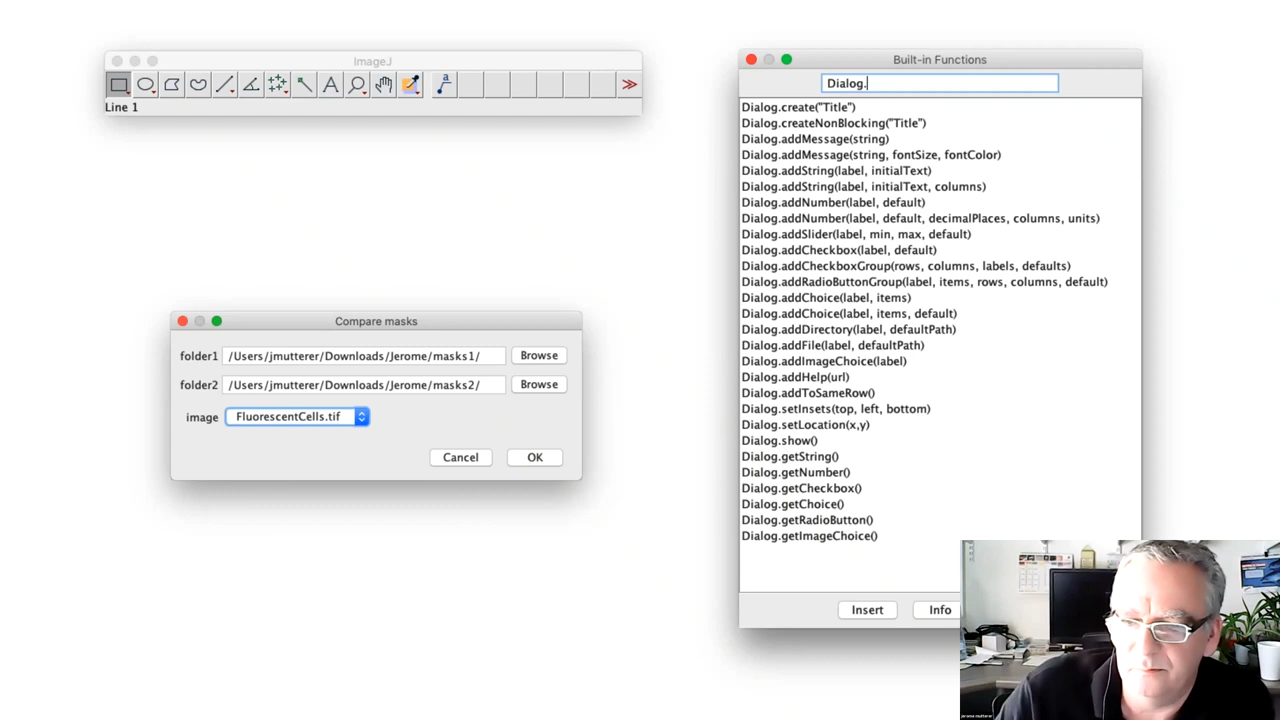 ImageJ
Line 1
Compare masks
folder1 /Users/jmutterer/Downloads/Jerome/masks1/ Browse
folder2 /Users/jmutterer/Downloads/Jerome/masks2/ Browse
image FluorescentCells.tif
Cancel OK
Built-in Functions
Dialog.
Dialog.create("Title")
Dialog.createNonBlocking("Title")
Dialog.addMessage(string)
Dialog.addMessage(string, fontSize, fontColor)
Dialog.addString(label, initialText)
Dialog.addString(label, initialText, columns)
Dialog.addNumber(label, default)
Dialog.addNumber(label, default, decimalPlaces, columns, units)
Dialog.addSlider(label, min, max, default)
Dialog.addCheckbox(label, default)
Dialog.addCheckboxGroup(rows, columns, labels, defaults)
Dialog.addRadioButtonGroup(label, items, rows, columns, default)
Dialog.addChoice(label, items)
Dialog.addChoice(label, items, default)
Dialog.addDirectory(label, defaultPath)
Dialog.addFile(label, defaultPath)
Dialog.addImageChoice(label)
Dialog.addHelp(url)
Dialog.addToSameRow()
Dialog.setInsets(top, left, bottom)
Dialog.setLocation(x,y)
Dialog.show()
Dialog.getString()
Dialog.getNumber()
Dialog.getCheckbox()
Dialog.getChoice()
Dialog.getRadioButton()
Dialog.getImageChoice()
Insert Info
jerome mutterer